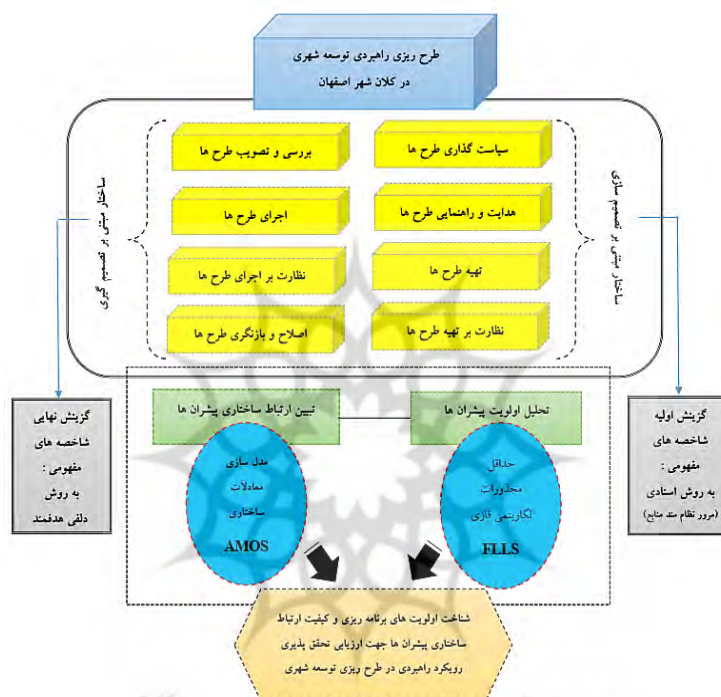 طرح ریزی راهبردی توسعه شهری
در کلان شهر اصفهان
ساختار مبتنی بر تصمیم سازی
سیاست گذاری طرح ها
هدایت و راهنمایی طرح ها
تهیه طرح ها
نظارت بر تهیه طرح ها
بررسی و تصویب طرح ها
اجرای طرح ها
نظارت بر اجرای طرح ها
اصلاح و بازنگری طرح ها
ساختار مبتنی بر تصمیم گیری
گزینش اولیه
شاخصه های
مفهومی :
به روش اسنادی
(مرور نظام مند منابع)
تحلیل اولویت پیشران ها
حداقل
محذورات
لگاریتمی فازی
FLLS
تبیین ارتباط ساختاری پیشران ها
مدل سازی
معادلات
ساختاری
AMOS
گزینش نهایی
شاخصه های
مفهومی :
به روش
دلفی هدفمند
شناخت اولویت های برنامه ریزی و کیفیت ارتباط
ساختاری پیشران ها جهت ارزیابی تحقق پذیری
رویکرد راهبردی در طرح ریزی توسعه شهری